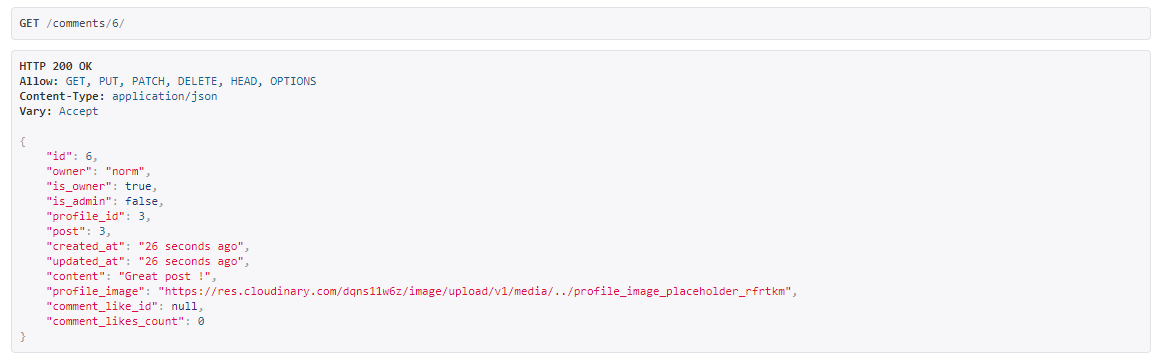 GET /comments/6/
HTTP 200 OK
Allow: GET, PUT, PATCH, DELETE, HEAD, OPTIONS
Content-Type: application/json
Vary: Accept
{
    "id": 6,
    "owner": "norm",
    "is_owner": true,
    "is_admin": false,
    "profile_id": 3,
    "post": 3,
    "created_at": "26 seconds ago",
    "updated_at": "26 seconds ago",
    "content": "Great post !",
    "profile_image": "https://res.cloudinary.com/dqns11w6z/image/upload/v1/media/../profile_image_placeholder_rfrtkm",
    "comment_like_id": null,
    "comment_likes_count": 0
}